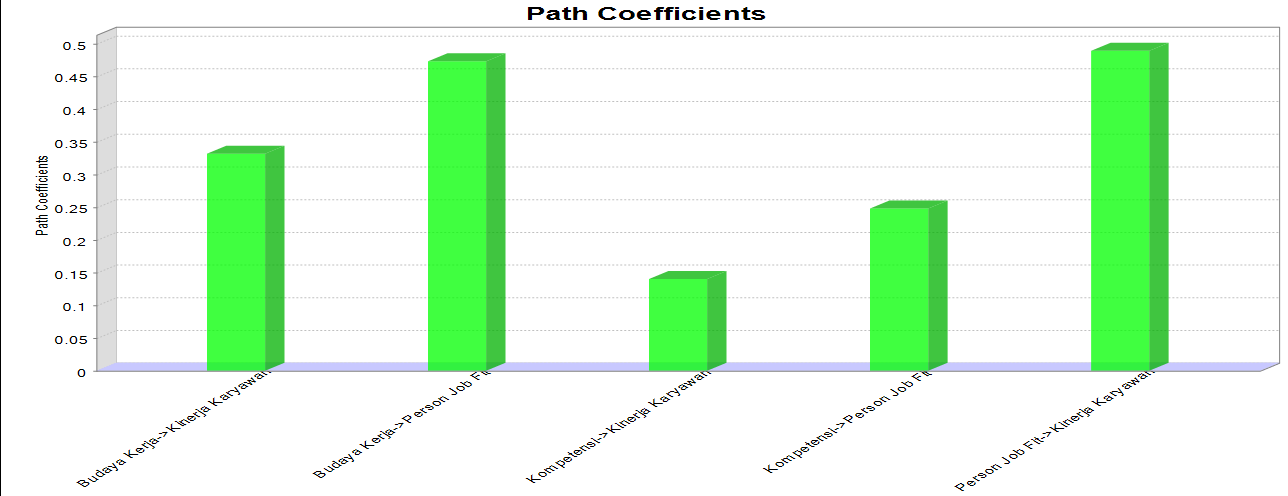 Path Coefficients
Path Coefficients
0.5
0.45
0.4
0.35
0.3
0.25
0.2
0.15
0.1
0.05
0
Budaya Kerja->Kinerja Karyawan
Budaya Kerja->Person Job Fit
Kompetensi->Kinerja Karyawan
Kompetensi->Person Job Fit
Person Job Fit->Kinerja Karyawan